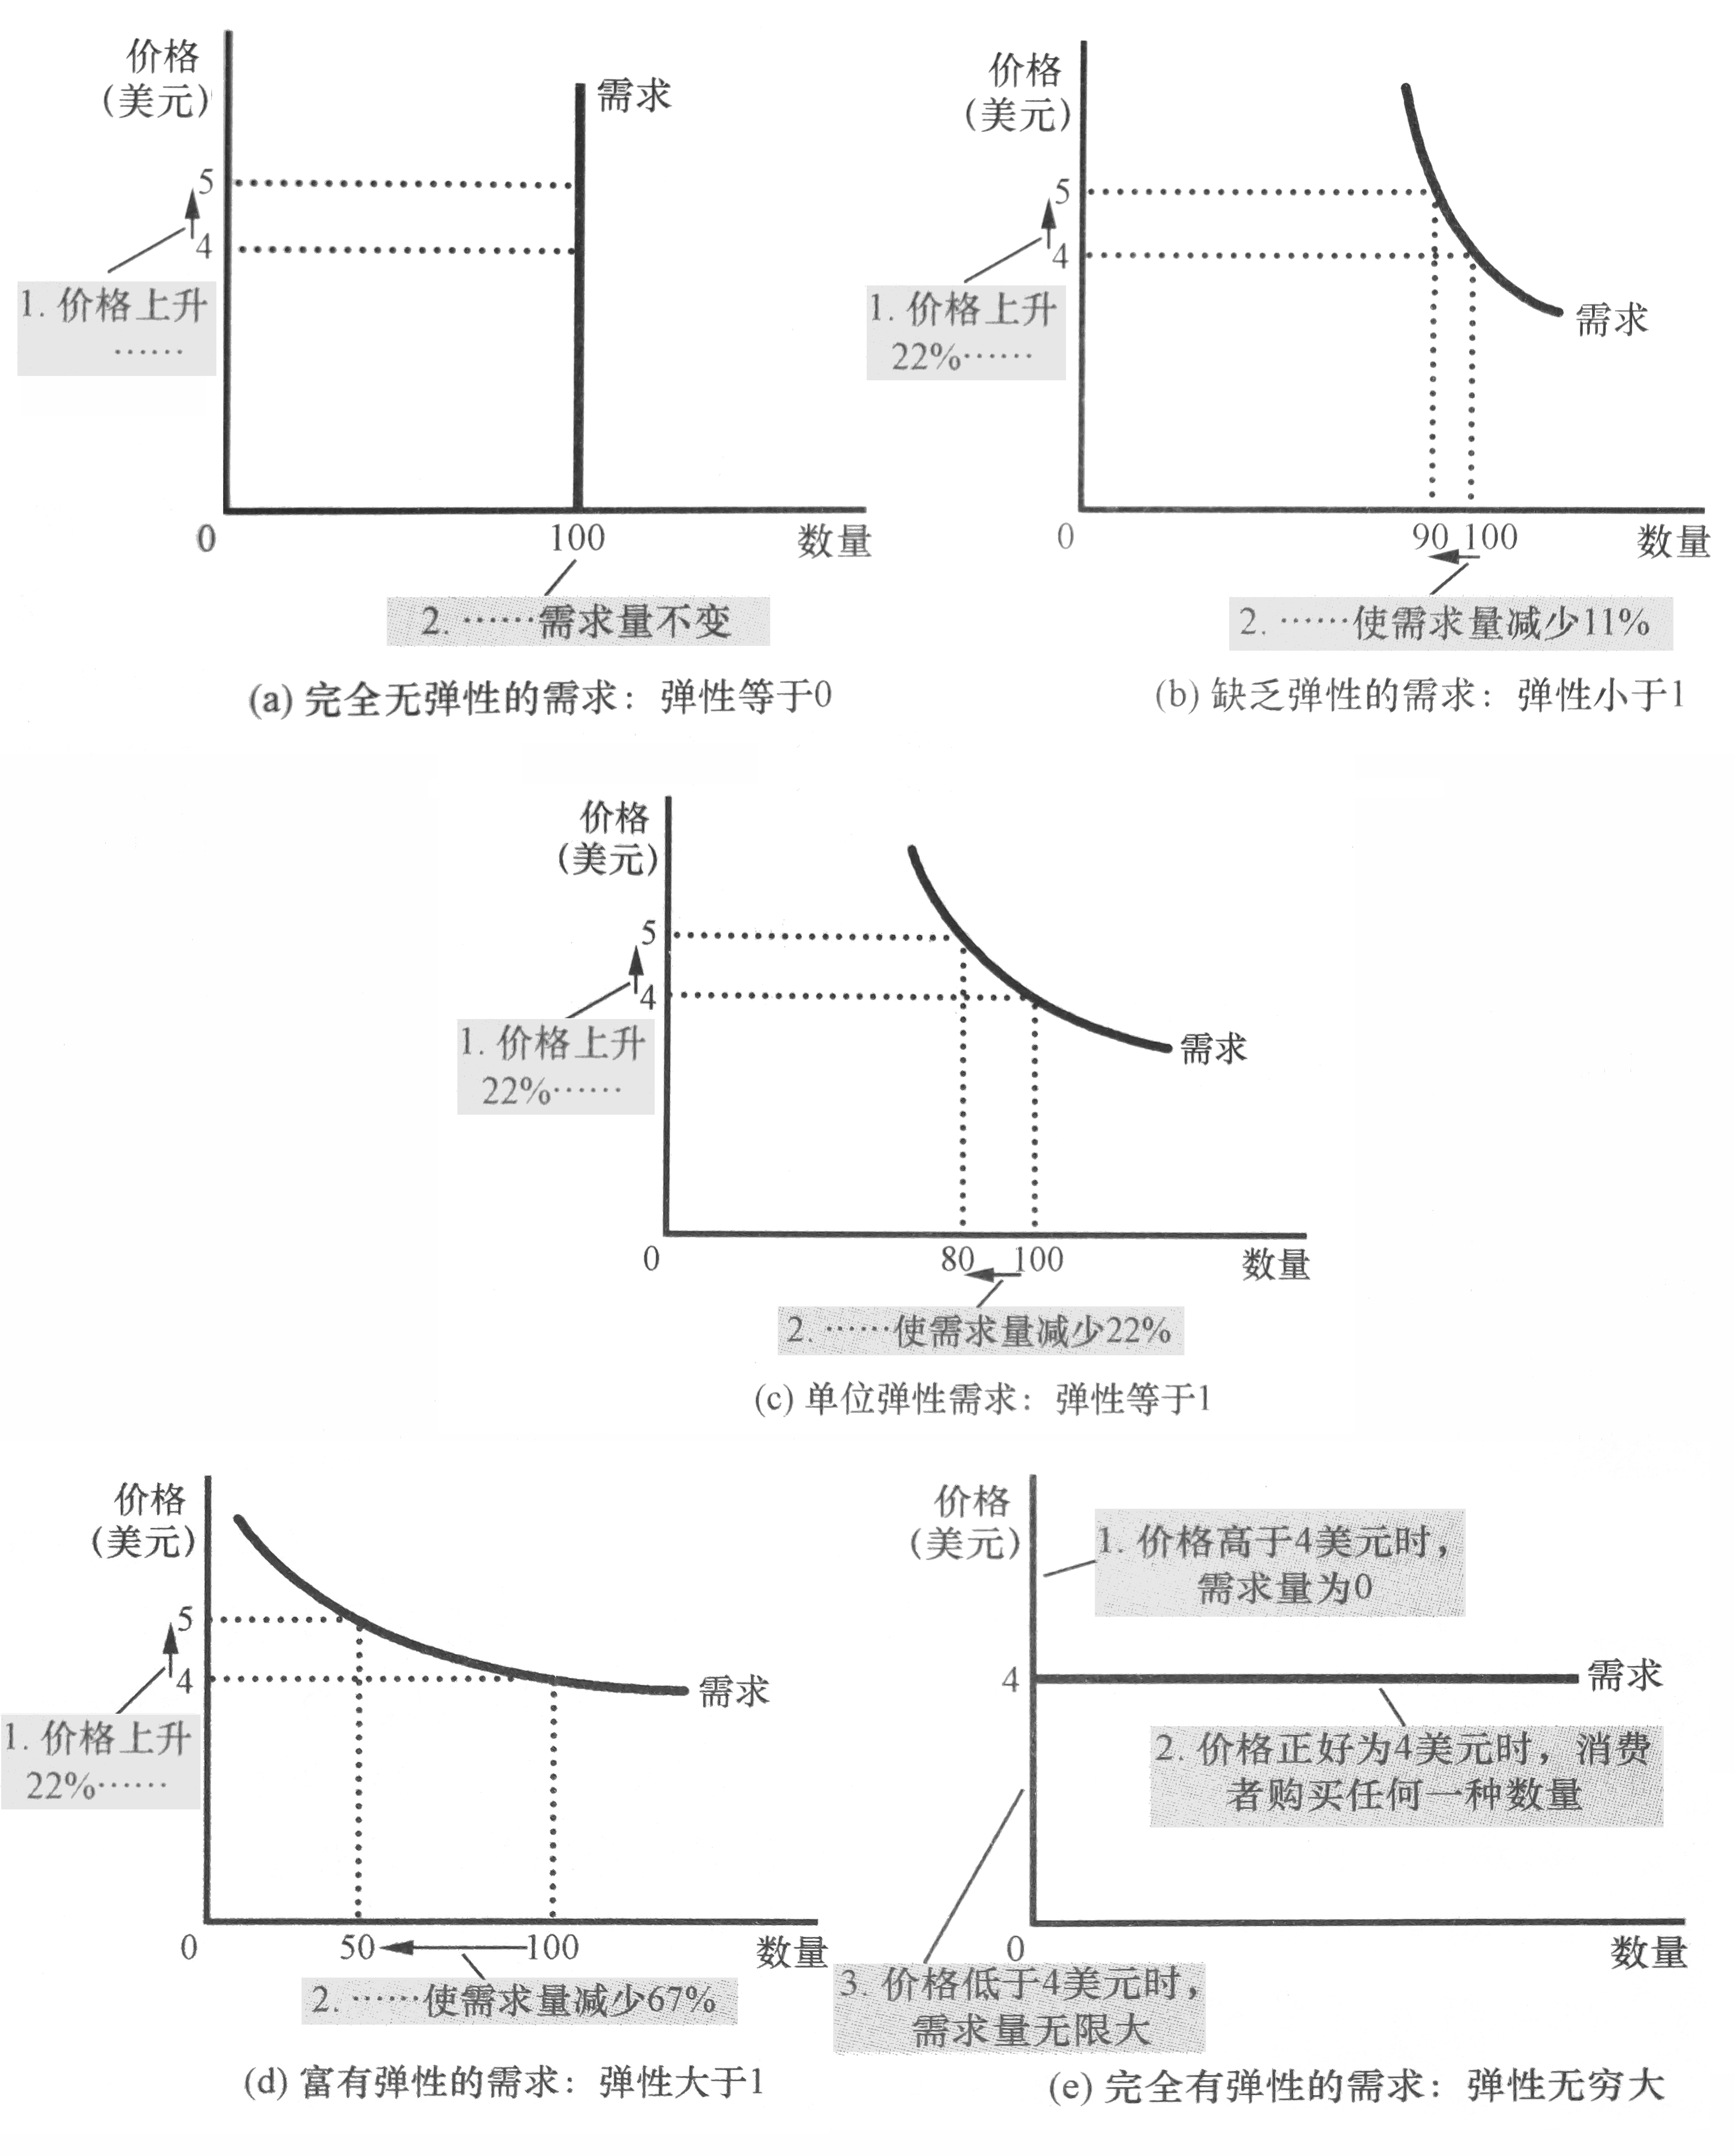 价格
(美元)
需求
5
4
1. 价格上升
……
0
100
数量
2. ……需求量不变
(a) 完全无弹性的需求：弹性等于0
价格
(美元)
5
4
1. 价格上升
22%……
需求
0
90
100
数量
2. ……使需求量减少11%
(b) 缺乏弹性的需求：弹性小于1
价格
(美元)
5
4
1. 价格上升
22%……
需求
0
80
100
数量
2. ……使需求量减少22%
(c) 单位弹性需求：弹性等于1
价格
(美元)
5
4
需求
1. 价格上升
22%……
0
50
100
数量
2. ……使需求量减少67%
(d) 富有弹性的需求：弹性大于1
价格
(美元)
1. 价格高于4美元时，
需求量为0
4
需求
2. 价格正好为4美元时，消费
者购买任何一种数量
0
数量
3. 价格低于4美元时，
需求量无限大
(e) 完全有弹性的需求：弹性无穷大